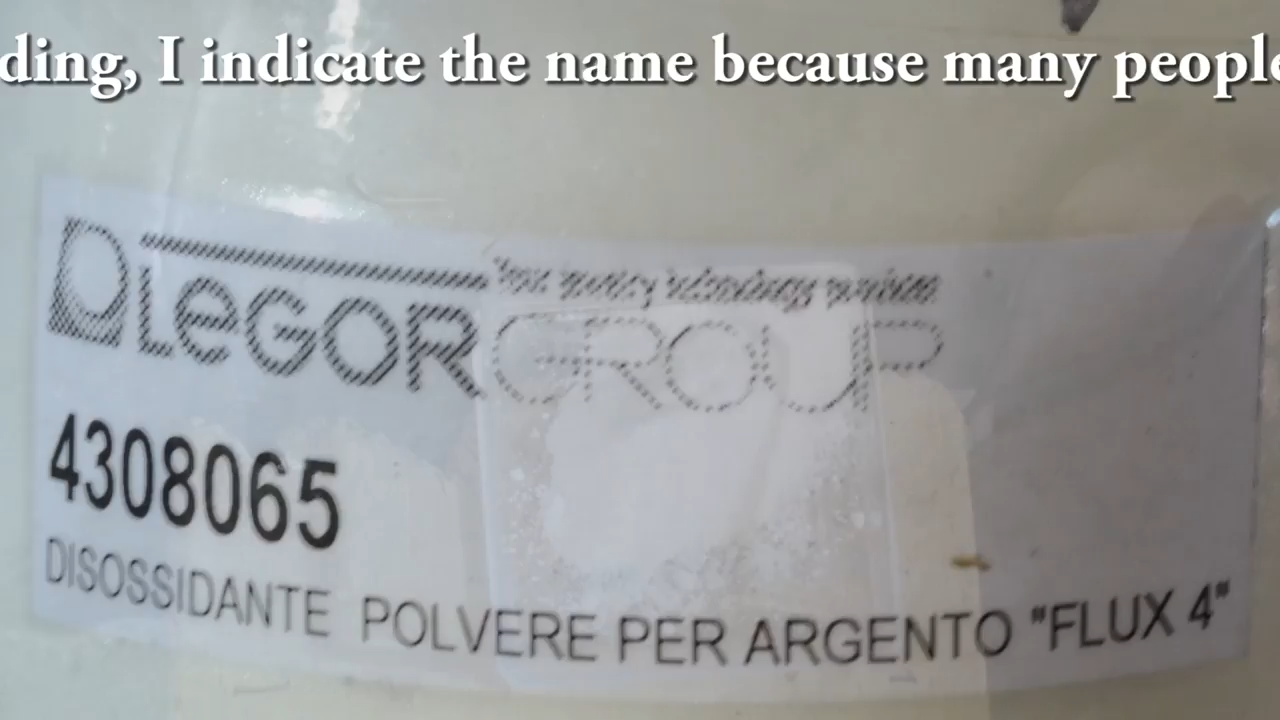 ding, I indicate the name because many people
LEGOR GROUP
4308065
DISOSSIDANTE POLVERE PER ARGENTO "FLUX 4"